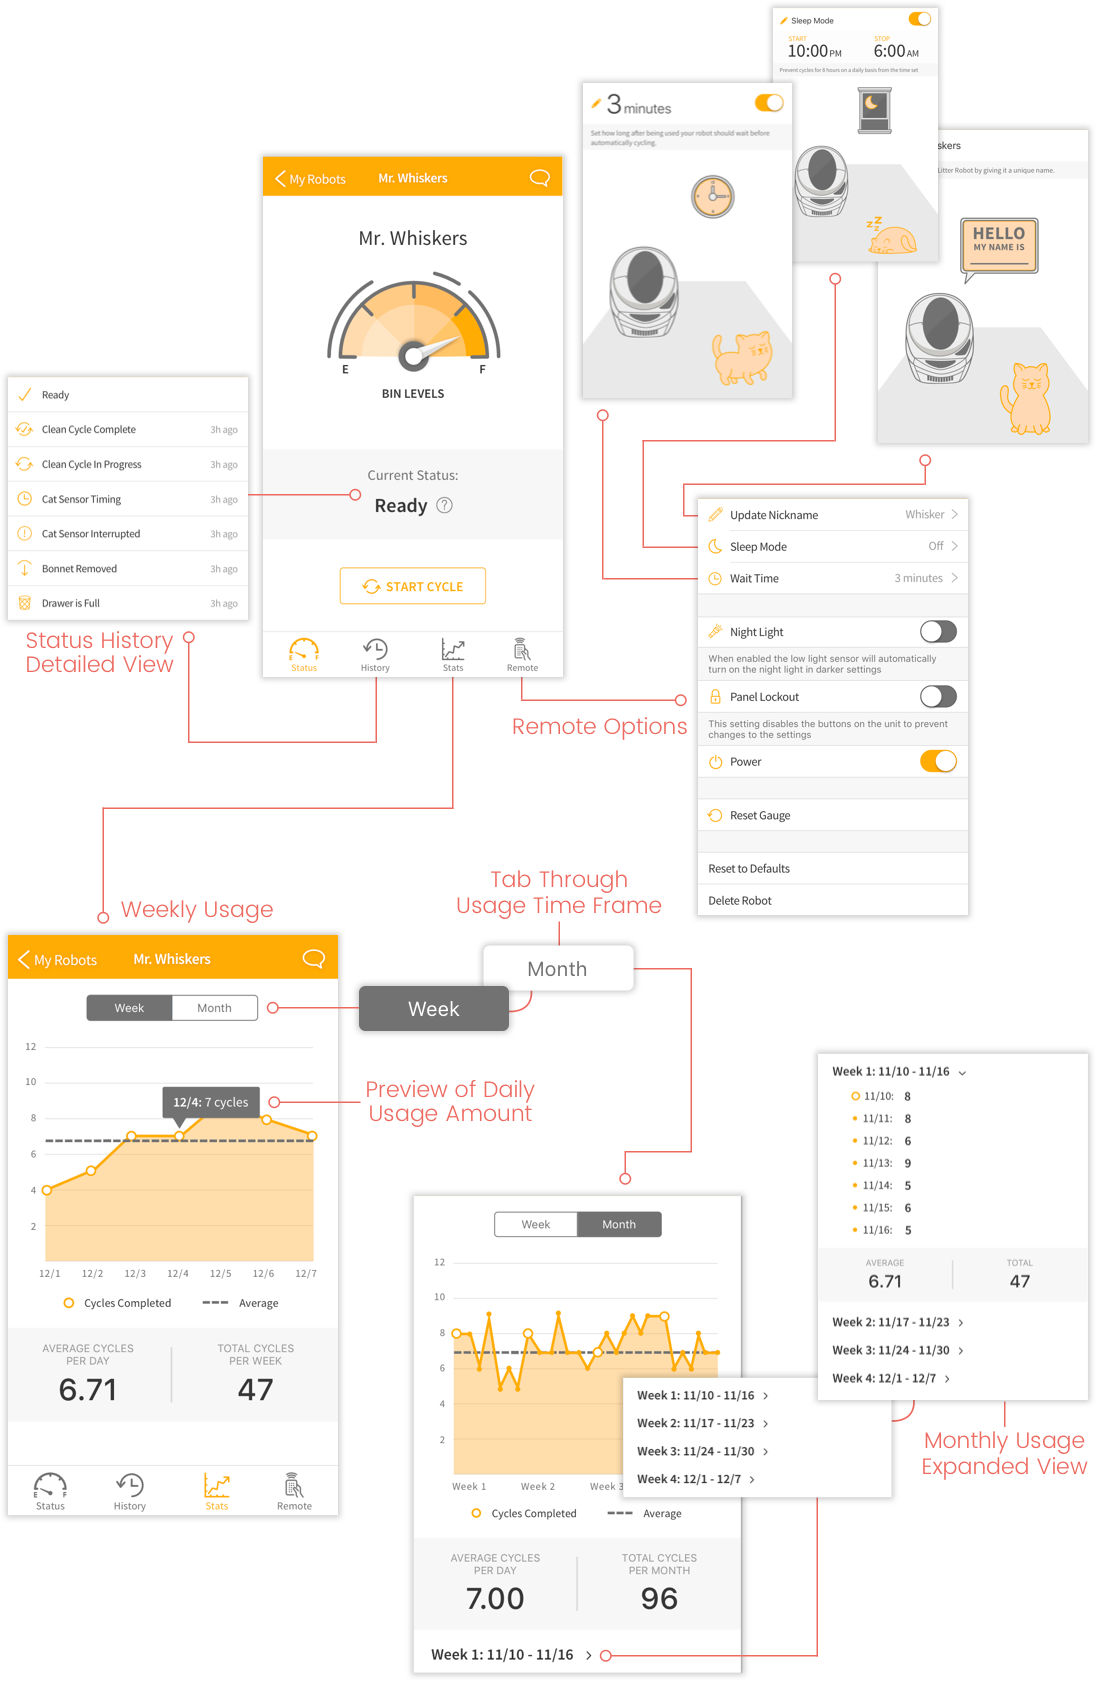 Sleep Mode
START
STOP
10:00 PM
6:00 AM
Prevent cycles for 8 hours on a daily basis from the time set
3 minutes
Set how long after being used your robot should wait before
automatically cycling.
skers
Litter Robot by giving it a unique name.
HELLO
MY NAME IS
zzz
My Robots
Mr. Whiskers
Mr. Whiskers
E
F
BIN LEVELS
Current Status:
Ready ?
START CYCLE
E F
Status
History
Stats
Remote
Ready
Clean Cycle Complete 3h ago
Clean Cycle In Progress 3h ago
Cat Sensor Timing 3h ago
Cat Sensor Interrupted 3h ago
Bonnet Removed 3h ago
Drawer is Full 3h ago
Status History
Detailed View
Update Nickname Whisker
Sleep Mode Off
Wait Time 3 minutes
Night Light
When enabled the low light sensor will automatically
turn on the night light in darker settings
Panel Lockout
This setting disables the buttons on the unit to prevent
changes to the settings
Power
Reset Gauge
Reset to Defaults
Delete Robot
Remote Options
Weekly Usage
Tab Through
Usage Time Frame
Month
Week
My Robots
Mr. Whiskers
Week
Month
12
10
8
6
4
2
12/4: 7 cycles
12/1 12/2 12/3 12/4 12/5 12/6 12/7
Cycles Completed
Average
AVERAGE CYCLES
PER DAY
6.71
TOTAL CYCLES
PER WEEK
47
E F
Status
History
Stats
Remote
Preview of Daily
Usage Amount
Week
Month
12
10
8
6
4
2
Week 1 Week 2 Week 3
Cycles Completed
Average
AVERAGE CYCLES
PER DAY
7.00
TOTAL CYCLES
PER MONTH
96
Week 1: 11/10 - 11/16
Week 1: 11/10 - 11/16
Week 2: 11/17 - 11/23
Week 3: 11/24 - 11/30
Week 4: 12/1 - 12/7
Week 1: 11/10 - 11/16
11/10: 8
11/11: 8
11/12: 6
11/13: 9
11/14: 5
11/15: 6
11/16: 5
AVERAGE
6.71
TOTAL
47
Week 2: 11/17 - 11/23
Week 3: 11/24 - 11/30
Week 4: 12/1 - 12/7
Monthly Usage
Expanded View